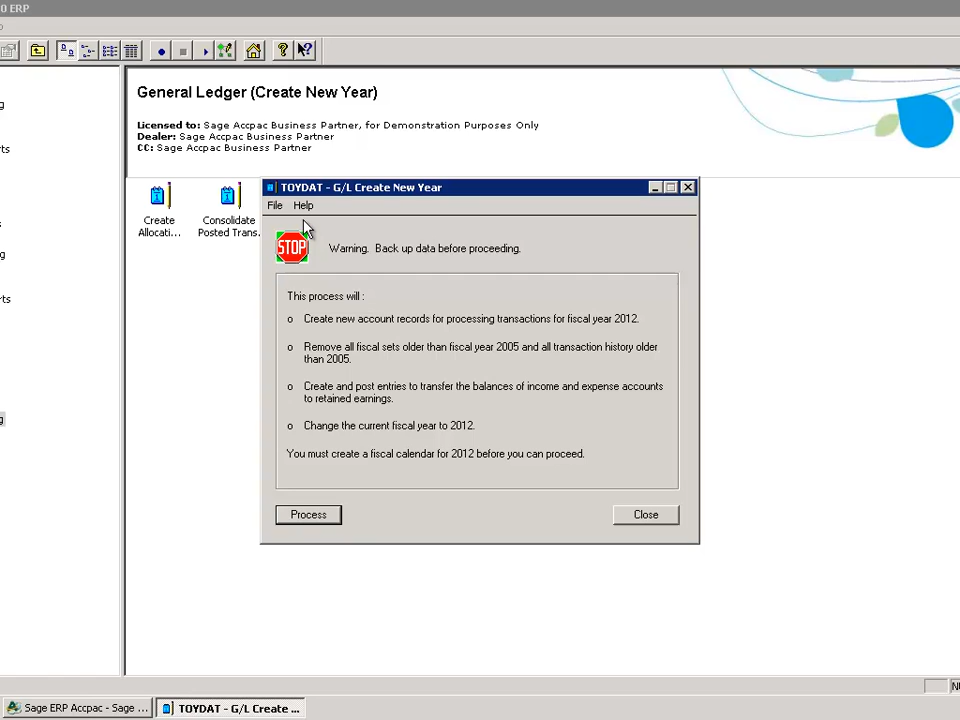 0 ERP
General Ledger (Create New Year)
Licensed to: Sage Accpac Business Partner, for Demonstration Purposes Only
Dealer: Sage Accpac Business Partner
CC: Sage Accpac Business Partner
TOYDAT - G/L Create New Year
File Help
Create
Allocati...
Consolidate
Posted Trans.
STOP
Warning. Back up data before proceeding.
This process will :
o Create new account records for processing transactions for fiscal year 2012.
o Remove all fiscal sets older than fiscal year 2005 and all transaction history older
than 2005.
o Create and post entries to transfer the balances of income and expense accounts
to retained earnings.
o Change the current fiscal year to 2012.
You must create a fiscal calendar for 2012 before you can proceed.
Process
Close
Sage ERP Accpac - Sage ...
TOYDAT - G/L Create ...